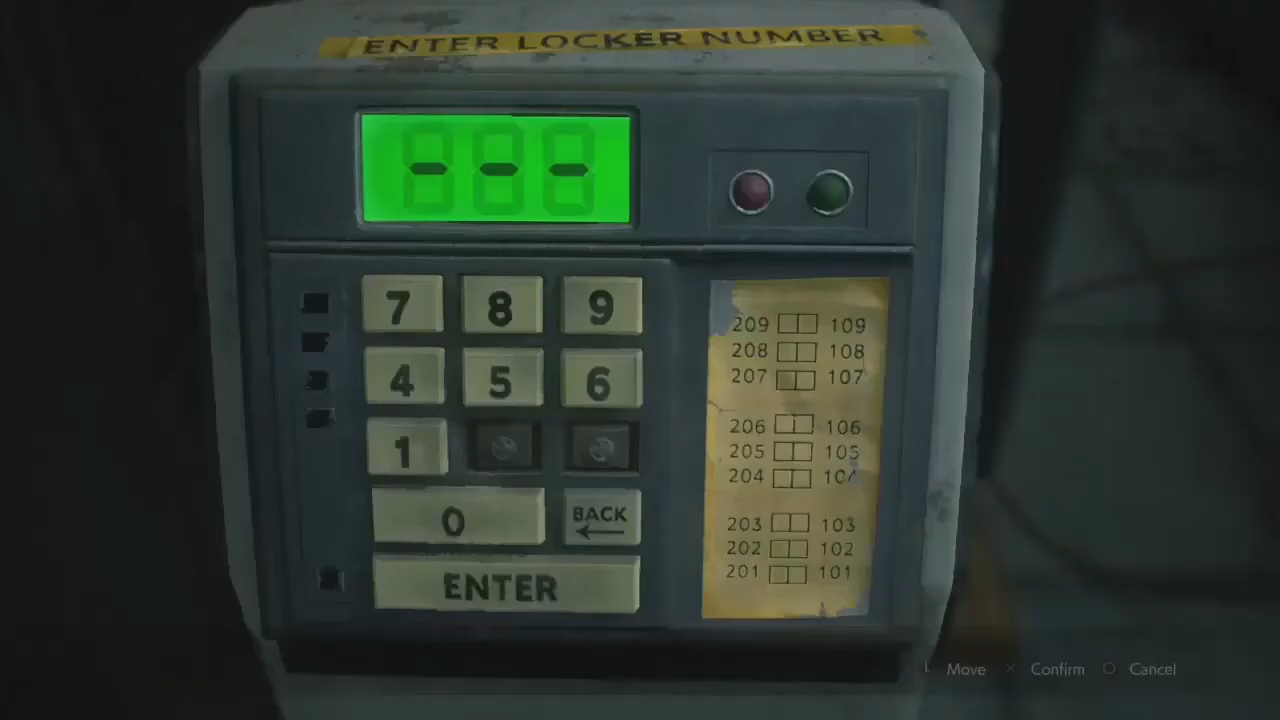 ENTER LOCKER NUMBER
- - -
7 8 9
4 5 6
1
0 BACK
ENTER
209 109
208 108
207 107
206 106
205 105
204 104
203 103
202 102
201 101
Move × Confirm ○ Cancel